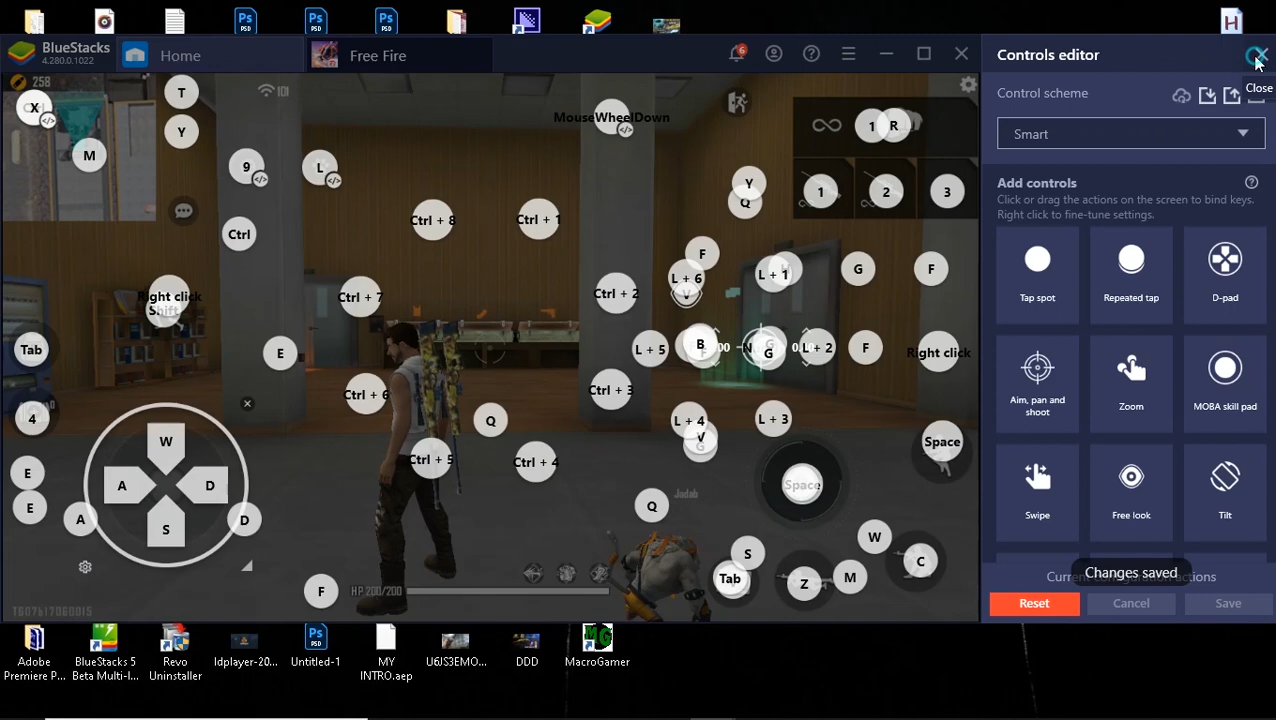 BlueStacks
4.280.0.1022
Home
Free Fire
6
Controls editor
Close
Control scheme
Smart
Add controls
Click or drag the actions on the screen to bind keys.
Right click to fine-tune settings.
Tap spot
Repeated tap
D-pad
Aim, pan and
shoot
Zoom
MOBA skill pad
Swipe
Free look
Tilt
Changes saved
Reset
Cancel
Save
258
X
T
Y
M
9
L
MouseWheelDown
1
R
Y
Q
1
2
3
Ctrl
Ctrl + 8
Ctrl + 1
F
L + 6
L + 1
G
F
Right click
Shift
Ctrl + 7
Ctrl + 2
V
Tab
E
L + 5
B
G
L + 2
F
Right click
4
Ctrl + 6
Ctrl + 3
Q
L + 4
V
G
L + 3
Space
W
A
D
S
Ctrl + 5
Ctrl + 4
Space
E
E
A
D
Q
Jadab
W
S
Tab
Z
M
C
F
HP 200/200
Adobe
Premiere P...
BlueStacks 5
Beta Multi-I...
Revo
Uninstaller
ldplayer-20...
Untitled-1
MY
INTRO.aep
U6JS3EMO...
DDD
MacroGamer